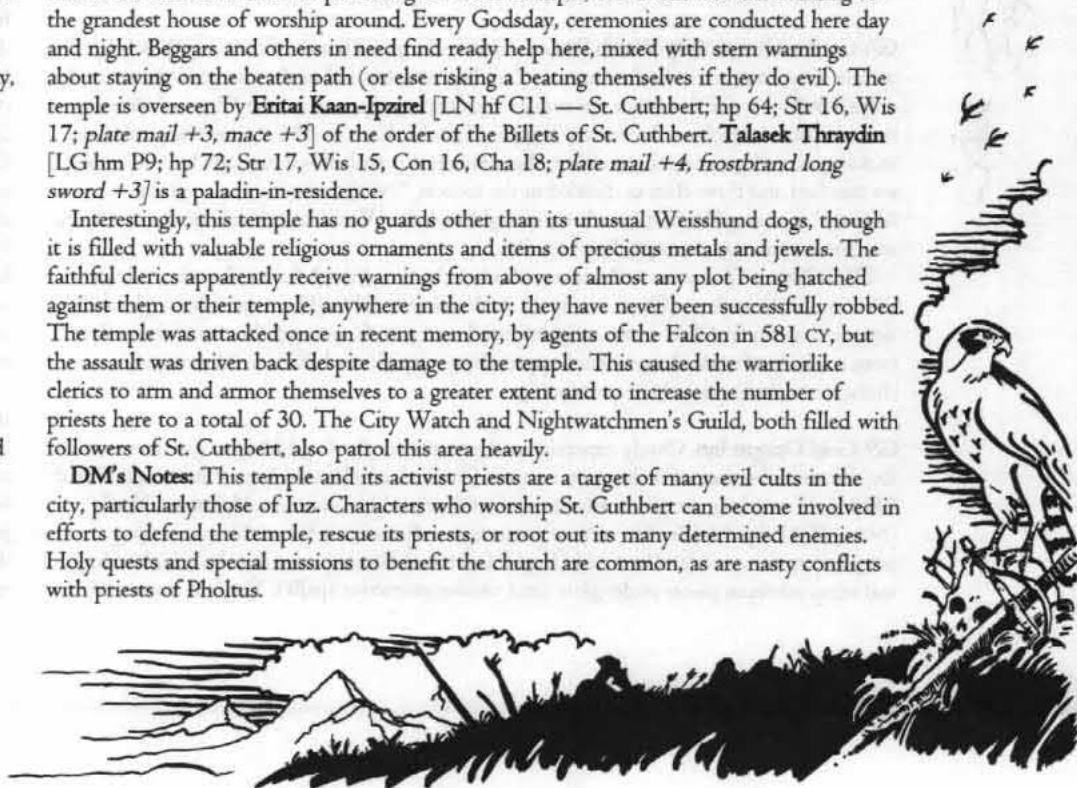 the grandest house of worship around. Every Godsday, ceremonies are conducted here day
and night. Beggars and others in need find ready help here, mixed with stern warnings
about staying on the beaten path (or else risking a beating themselves if they do evil). The
temple is overseen by Eritai Kaan-Ipzirel [LN hf C11 — St. Cuthbert; hp 64; Str 16, Wis
17; plate mail +3, mace +3] of the order of the Billets of St. Cuthbert. Talasek Thraydin
[LG hm P9; hp 72; Str 17, Wis 15, Con 16, Cha 18; plate mail +4, frostbrand long
sword +3] is a paladin-in-residence.
Interestingly, this temple has no guards other than its unusual Weisshund dogs, though
it is filled with valuable religious ornaments and items of precious metals and jewels. The
faithful clerics apparently receive warnings from above of almost any plot being hatched
against them or their temple, anywhere in the city; they have never been successfully robbed.
The temple was attacked once in recent memory, by agents of the Falcon in 581 CY, but
the assault was driven back despite damage to the temple. This caused the warriorlike
clerics to arm and armor themselves to a greater extent and to increase the number of
priests here to a total of 30. The City Watch and Nightwatchmen's Guild, both filled with
followers of St. Cuthbert, also patrol this area heavily.
DM's Notes: This temple and its activist priests are a target of many evil cults in the
city, particularly those of Iuz. Characters who worship St. Cuthbert can become involved in
efforts to defend the temple, rescue its priests, or root out its many determined enemies.
Holy quests and special missions to benefit the church are common, as are nasty conflicts
with priests of Pholtus.